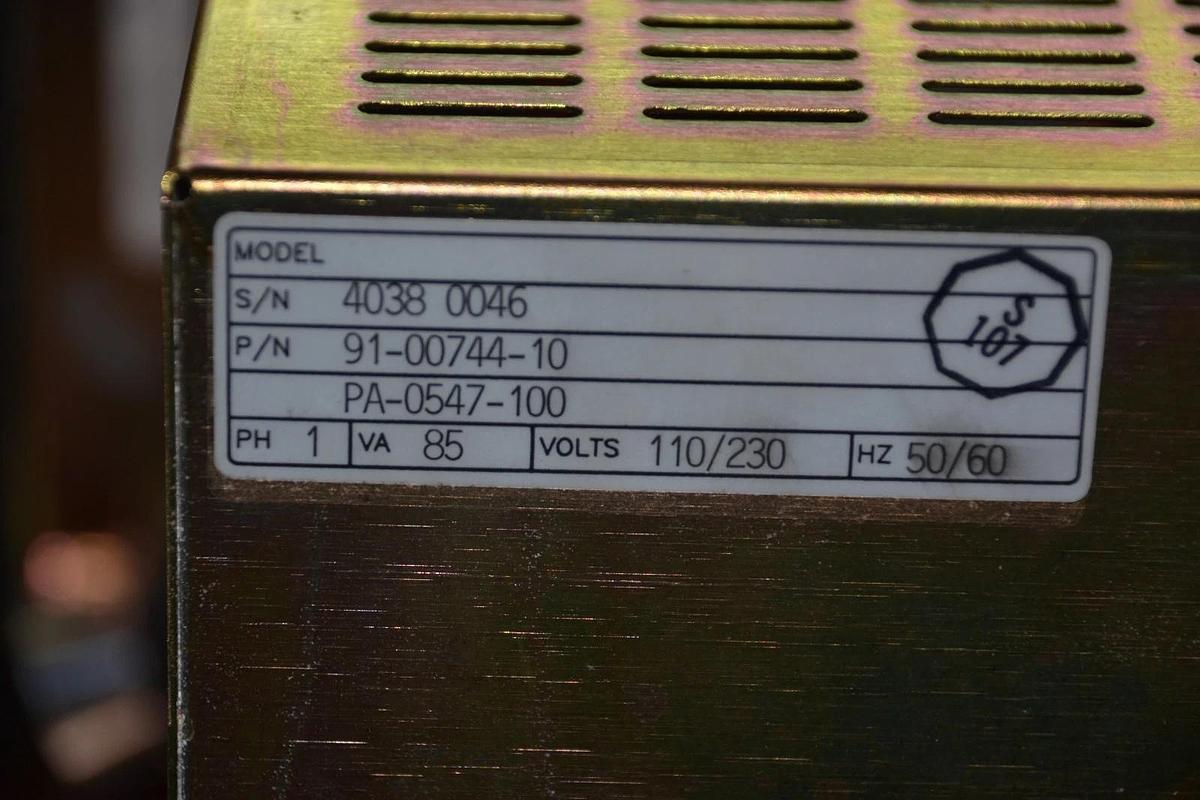 MODEL
S/N 4038 0046
P/N 91-00744-10
PA-0547-100
PH 1 VA 85 VOLTS 110/230 HZ 50/60
S
107